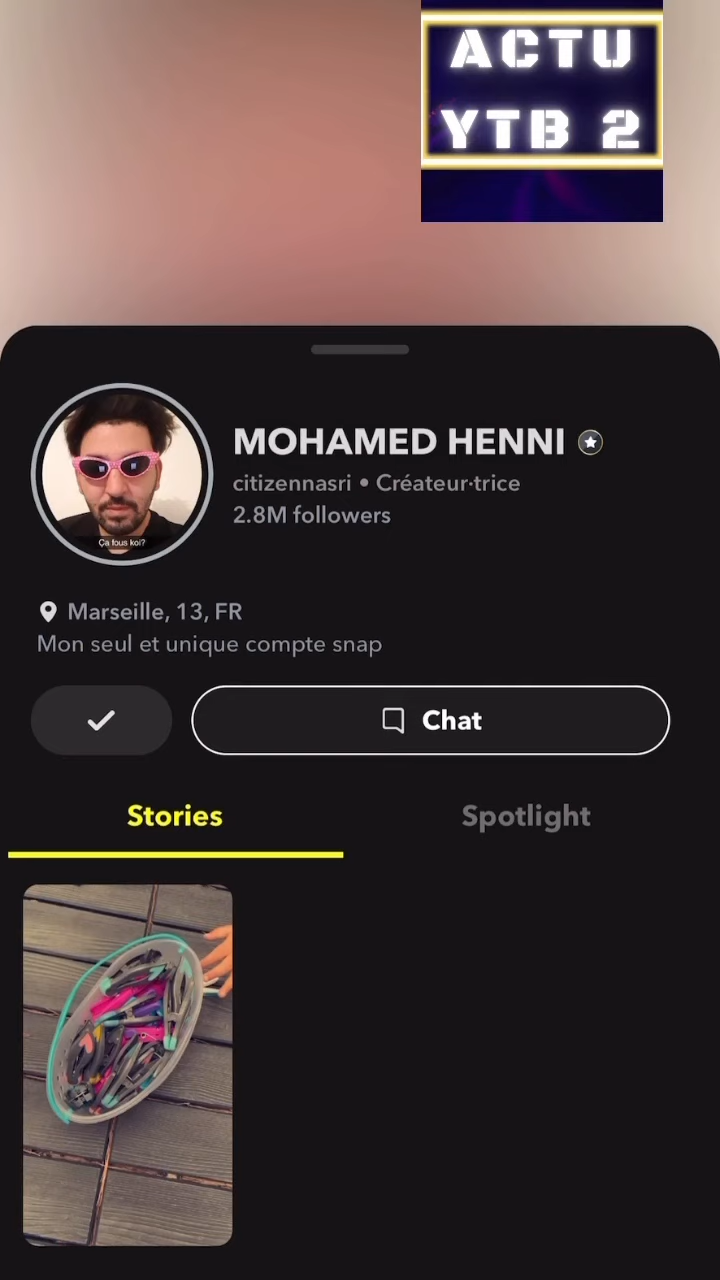 ACTU
YTB 2
MOHAMED HENNI
citizennasri • Créateur·trice
2.8M followers
Ça tous koi?
Marseille, 13, FR
Mon seul et unique compte snap
Chat
Stories
Spotlight